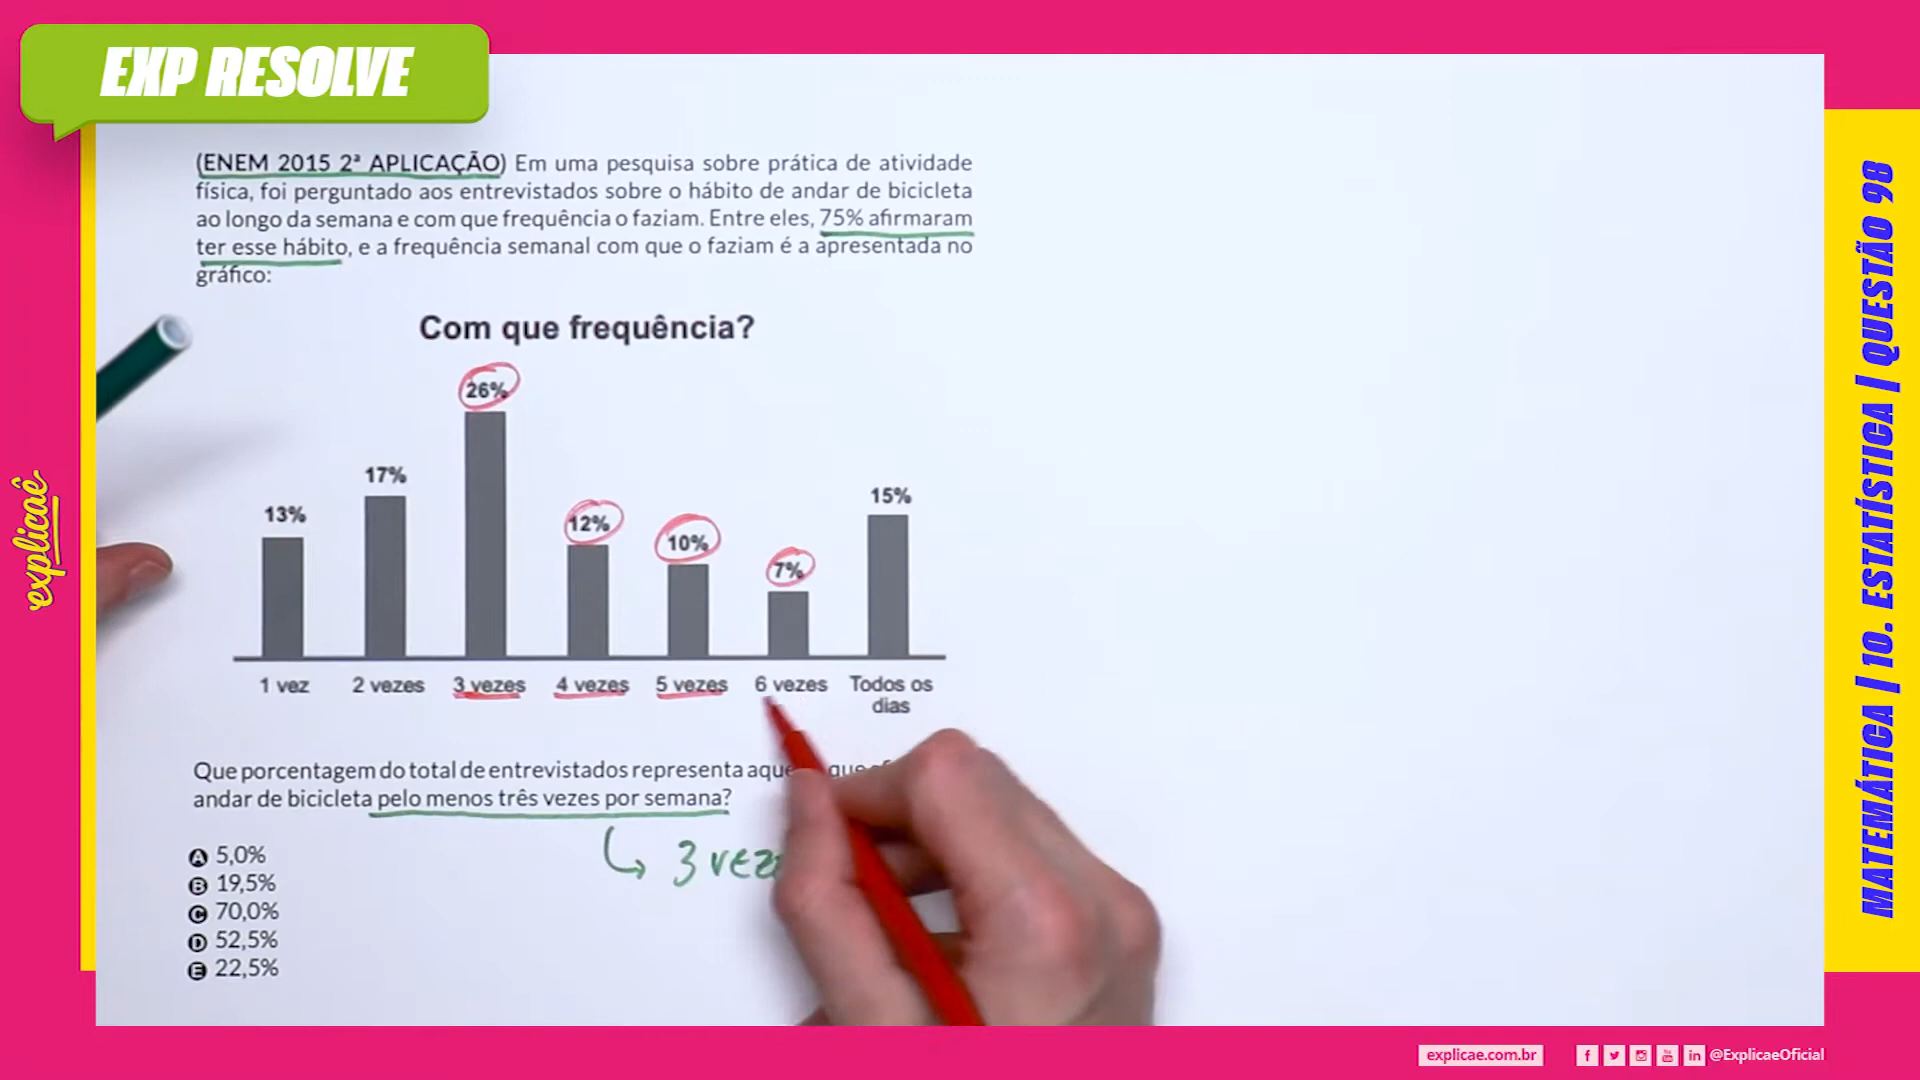 EXP RESOLVE
(ENEM 2015 2ª APLICAÇÃO) Em uma pesquisa sobre prática de atividade
física, foi perguntado aos entrevistados sobre o hábito de andar de bicicleta
ao longo da semana e com que frequência o faziam. Entre eles, 75% afirmaram
ter esse hábito, e a frequência semanal com que o faziam é a apresentada no
gráfico:
Com que frequência?
26%
17%
15%
13%
12%
10%
7%
1 vez 2 vezes 3 vezes 4 vezes 5 vezes 6 vezes Todos os
dias
Que porcentagem do total de entrevistados representa
andar de bicicleta pelo menos três vezes por semana?
3
A 5,0%
B 19,5%
C 70,0%
D 52,5%
E 22,5%
explicaê
MATEMÁTICA | 10. ESTATÍSTICA | QUESTÃO 98
explicae.com.br
@ExplicaeOficial